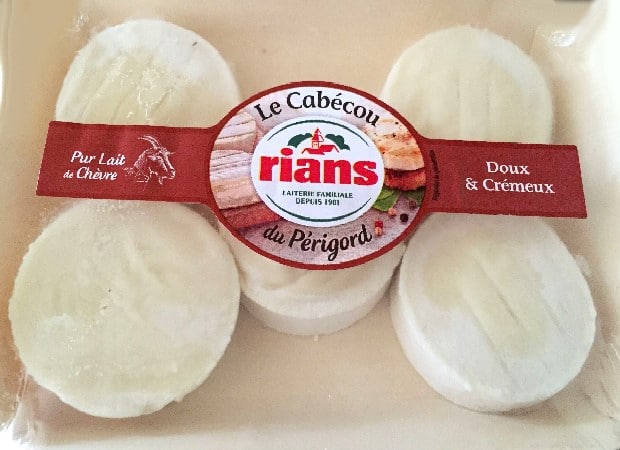 Le Cabécou
Pur Lait
de Chèvre
rians
LAITERIE FAMILIALE
DEPUIS 1901
Doux
& Crémeux
du Périgord